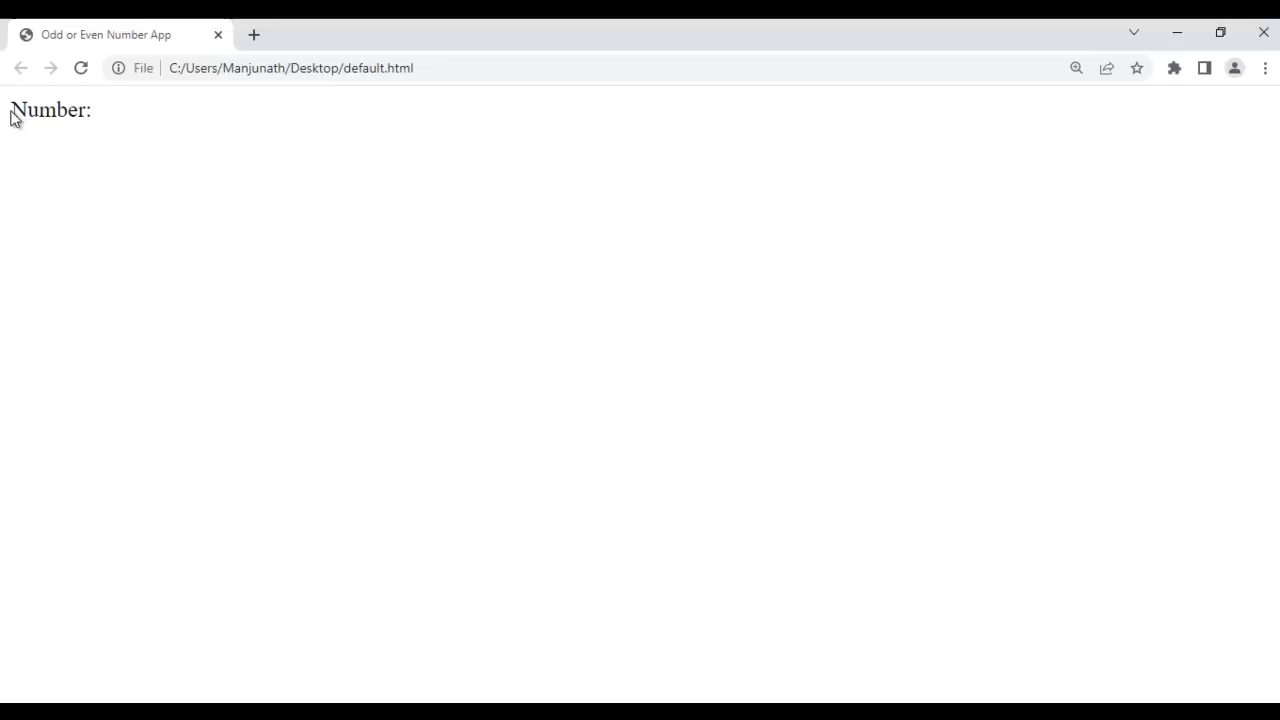 Odd or Even Number App
File C:/Users/Manjunath/Desktop/default.html
Number: